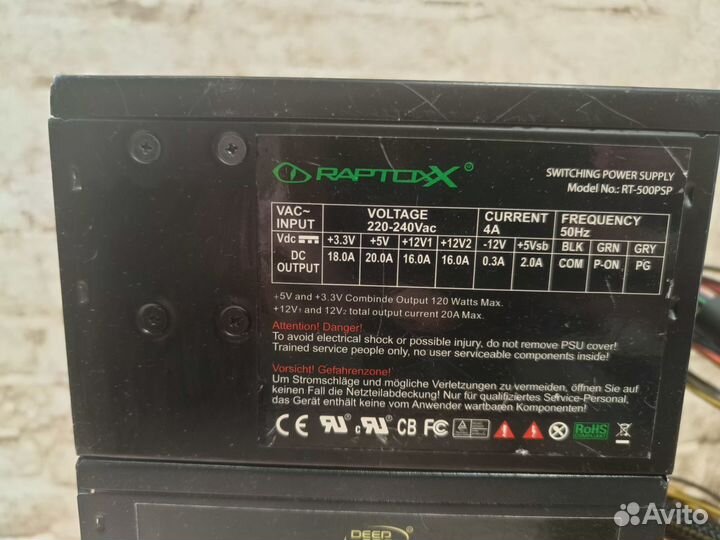 RAPTOXX®
SWITCHING POWER SUPPLY
Model No.: RT-500PSP
VAC~ INPUT VOLTAGE 220-240Vac CURRENT 4A FREQUENCY 50Hz
Vdc +3.3V +5V +12V1 +12V2 -12V +5Vsb BLK GRN GRY
DC OUTPUT 18.0A 20.0A 16.0A 16.0A 0.3A 2.0A COM P-ON PG
+5V and +3.3V Combinde Output 120 Watts Max.
+12V1 and 12V2 total output current 20A Max.
Attention! Danger!
To avoid electrical shock or possible injury, do not remove PSU cover!
Trained service people only, no user serviceable components inside!
Vorsicht! Gefahrenzone!
Um Stromschläge und mögliche Verletzungen zu vermeiden, öffnen Sie auf
keinen Fall die Netzteilabdeckung! Nur für qualifiziertes Service-Personal,
das Gerät enthält keine vom Anwender wartbaren Komponenten!
CE RU c RU CB FC RoHS
COMPLIANT
DEEP
Avito